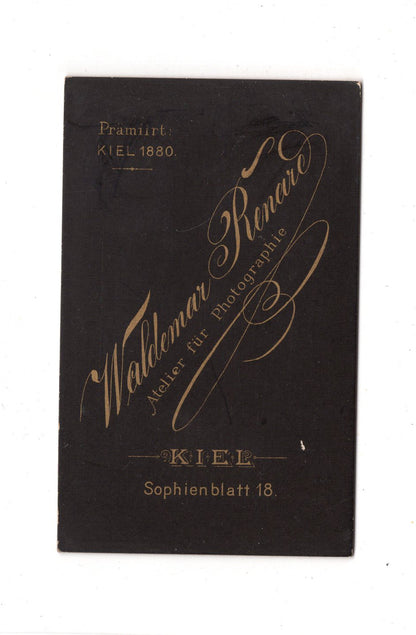 Prämiirt:
KIEL 1880.
Waldemar Renard
Atelier für Photographie
KIEL
Sophienblatt 18.